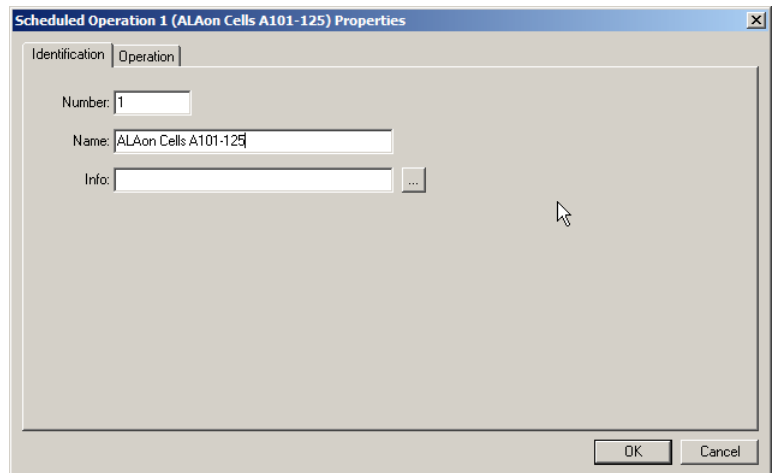 Scheduled Operation 1 (ALAon Cells A101-125) Properties
Identification Operation
Number: 1
Name: ALAon Cells A101-125
Info: ...
OK Cancel